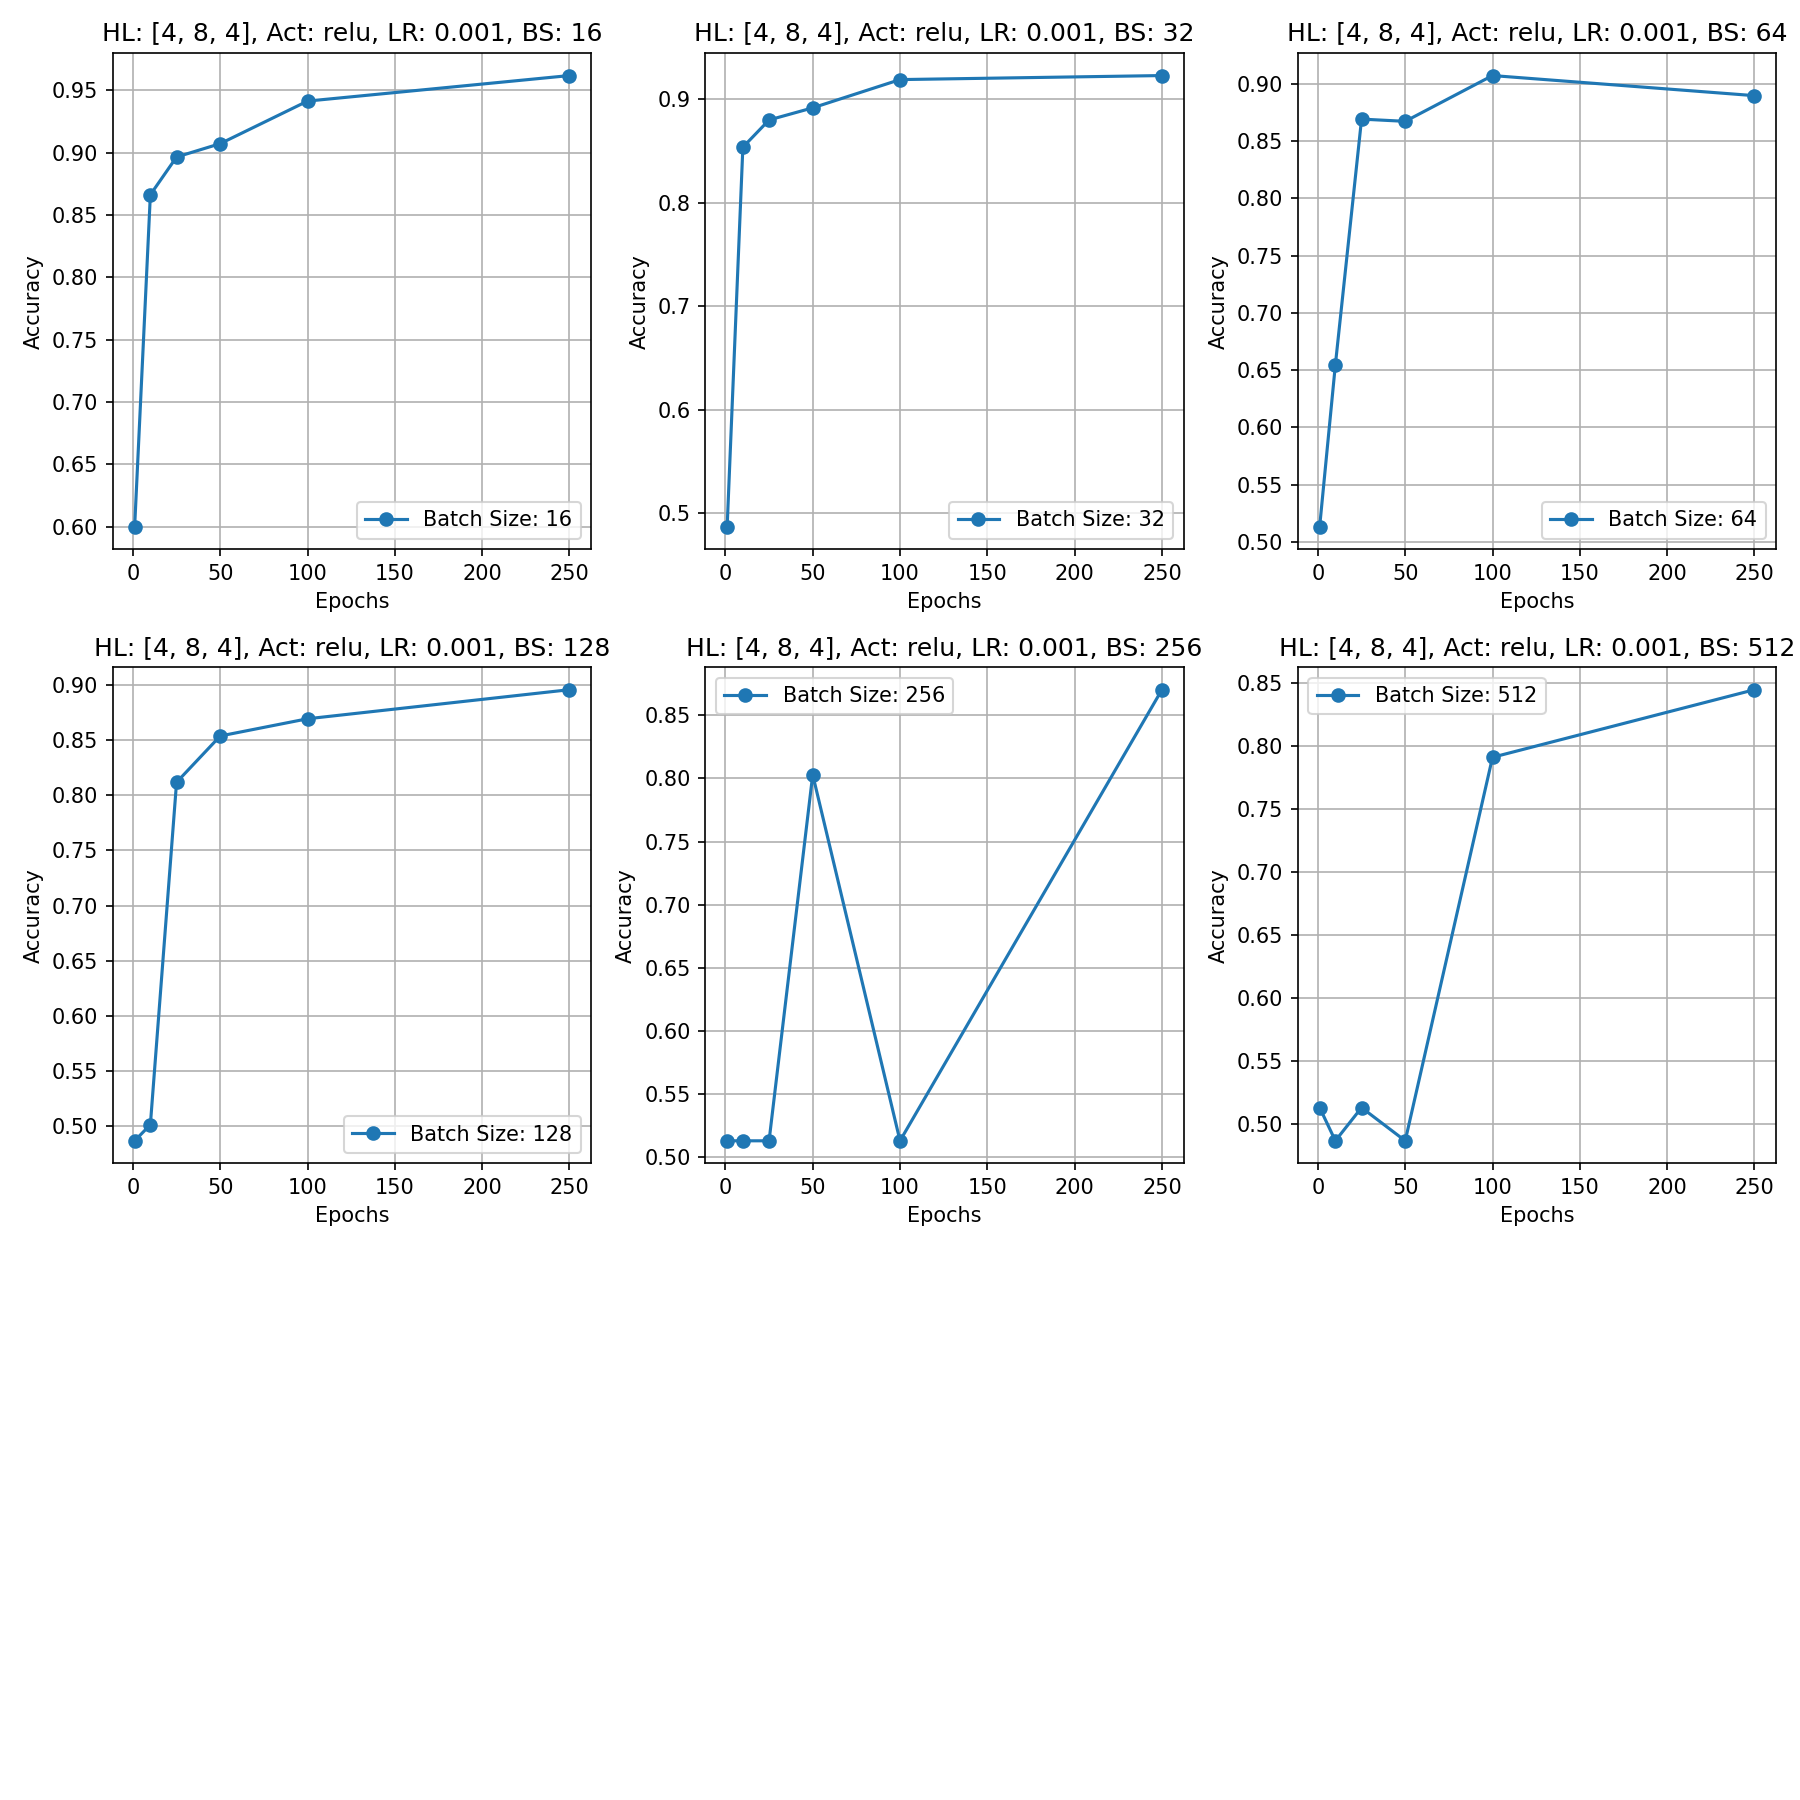 HL: [4, 8, 4], Act: relu, LR: 0.001, BS: 16
Accuracy
0.95
0.90
0.85
0.80
0.75
0.70
0.65
0.60
Batch Size: 16
0 50 100 150 200 250
Epochs
HL: [4, 8, 4], Act: relu, LR: 0.001, BS: 32
Accuracy
0.9
0.8
0.7
0.6
0.5
Batch Size: 32
0 50 100 150 200 250
Epochs
HL: [4, 8, 4], Act: relu, LR: 0.001, BS: 64
Accuracy
0.90
0.85
0.80
0.75
0.70
0.65
0.60
0.55
0.50
Batch Size: 64
0 50 100 150 200 250
Epochs
HL: [4, 8, 4], Act: relu, LR: 0.001, BS: 128
Accuracy
0.90
0.85
0.80
0.75
0.70
0.65
0.60
0.55
0.50
Batch Size: 128
0 50 100 150 200 250
Epochs
HL: [4, 8, 4], Act: relu, LR: 0.001, BS: 256
Batch Size: 256
Accuracy
0.85
0.80
0.75
0.70
0.65
0.60
0.55
0.50
0 50 100 150 200 250
Epochs
HL: [4, 8, 4], Act: relu, LR: 0.001, BS: 512
Batch Size: 512
Accuracy
0.85
0.80
0.75
0.70
0.65
0.60
0.55
0.50
0 50 100 150 200 250
Epochs